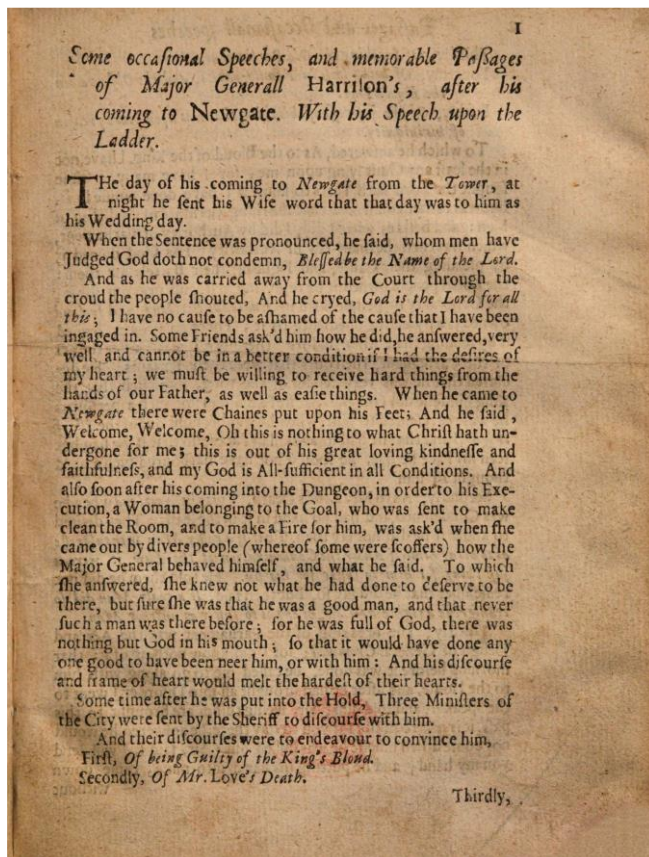 1
Some occaſional Speeches, and memorable Paſſages
of Major Generall Harriſon's, after his
coming to Newgate. With his Speech upon the
Ladder.
THe day of his coming to Newgate from the Tower, at
night he ſent his Wife word that that day was to him as
his Wedding day.
When the Sentence was pronounced, he ſaid, whom men have
Judged God doth not condemn, Bleſſed be the Name of the Lord.
And as he was carried away from the Court through the
croud the people ſhouted, And he cryed, God is the Lord for all
this; I have no cauſe to be aſhamed of the cauſe that I have been
ingaged in. Some Friends ask'd him how he did, he anſwered, very
well and cannot be in a better condition if I had the deſires of
my heart; we muſt be willing to receive hard things from the
hands of our Father, as well as eaſie things. When he came to
Newgate there were Chaines put upon his Feet; And he ſaid,
Welcome, Welcome, Oh this is nothing to what Chriſt hath un-
dergone for me; this is out of his great loving kindneſſe and
faithfulneſs, and my God is All-ſufficient in all Conditions. And
alſo ſoon after his coming into the Dungeon, in order to his Exe-
cution, a Woman belonging to the Goal, who was ſent to make
clean the Room, and to make a Fire for him, was ask'd when ſhe
came out by divers people (whereof ſome were ſcoffers) how the
Major General behaved himſelf, and what he ſaid. To which
ſhe anſwered, ſhe knew not what he had done to deſerve to be
there, but ſure ſhe was that he was a good man, and that never
ſuch a man was there before; for he was full of God, there was
nothing but God in his mouth; ſo that it would have done any
one good to have been neer him, or with him: And his diſcourſe
and frame of heart would melt the hardeſt of their hearts.
Some time after he was put into the Hold, Three Miniſters of
the City were ſent by the Sheriff to diſcourſe with him.
And their diſcourſes were to endeavour to convince him,
Firſt, Of being Guilty of the King's Bloud.
Secondly, Of Mr. Love's Death.
Thirdly,